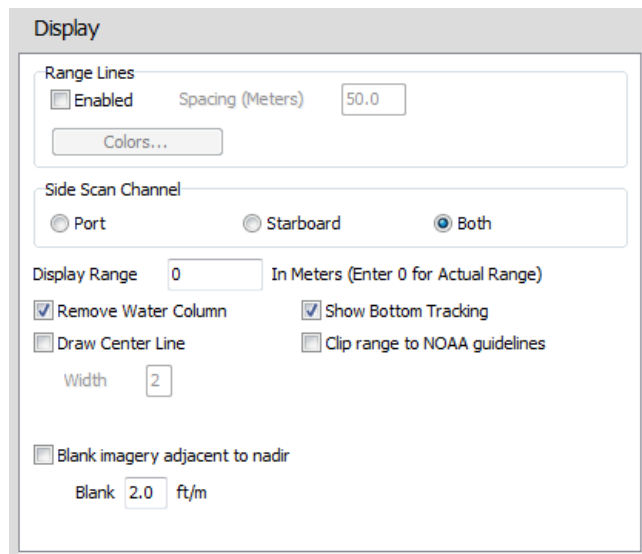 Display
Range Lines
Enabled Spacing (Meters) 50.0
Colors...
Side Scan Channel
Port Starboard Both
Display Range 0 In Meters (Enter 0 for Actual Range)
Remove Water Column Show Bottom Tracking
Draw Center Line Clip range to NOAA guidelines
Width 2
Blank imagery adjacent to nadir
Blank 2.0 ft/m